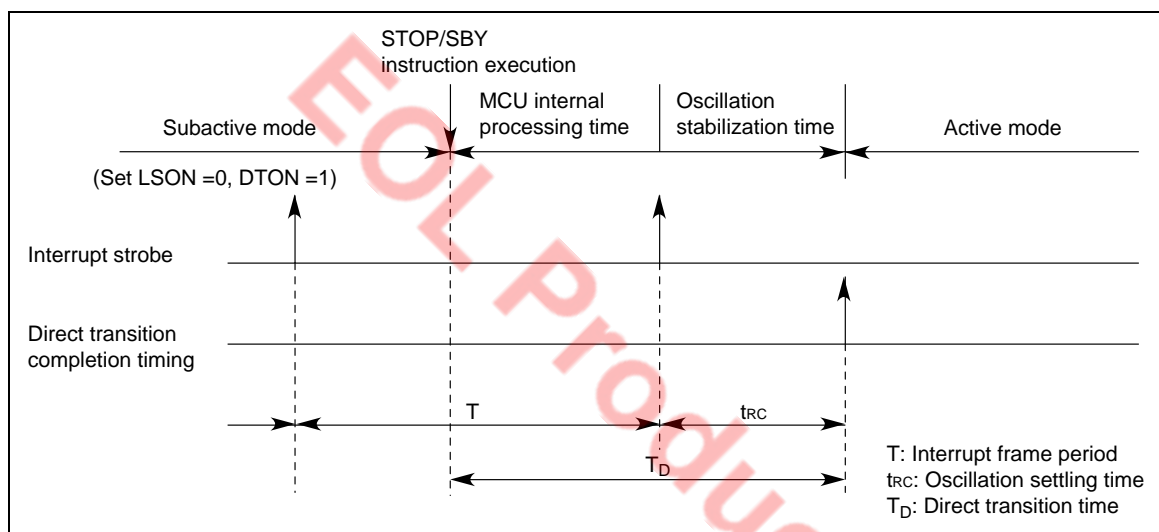 STOP/SBY
instruction execution
MCU internal
processing time
Oscillation
stabilization time
Subactive mode
Active mode
(Set LSON =0, DTON =1)
Interrupt strobe
Direct transition
completion timing
T
tRC
TD
T: Interrupt frame period
tRC: Oscillation settling time
TD: Direct transition time
EOL Produc